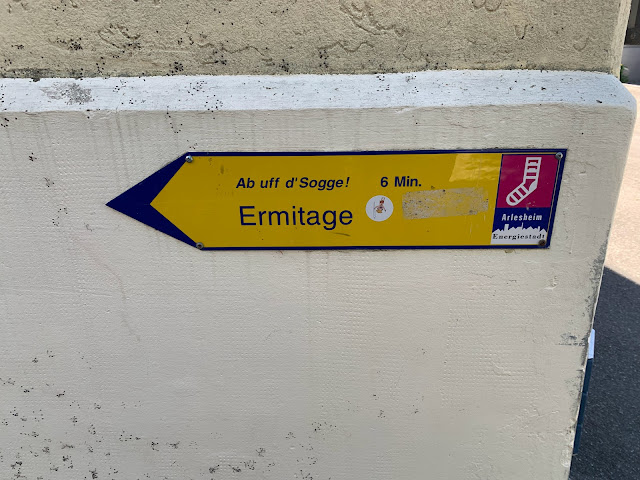 Ab uff d'Sogge! 6 Min.
Ermitage
Arlesheim
Energiestadt